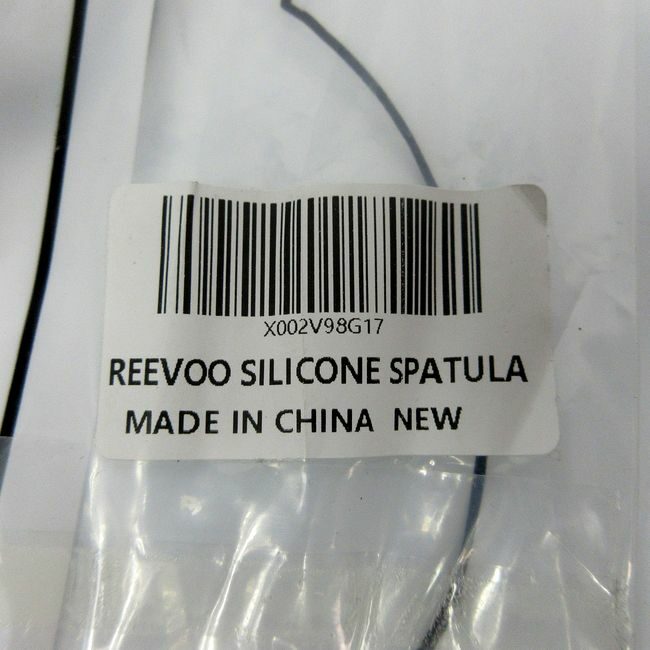 X002V98G17
REEVOO SILICONE SPATULA
MADE IN CHINA NEW